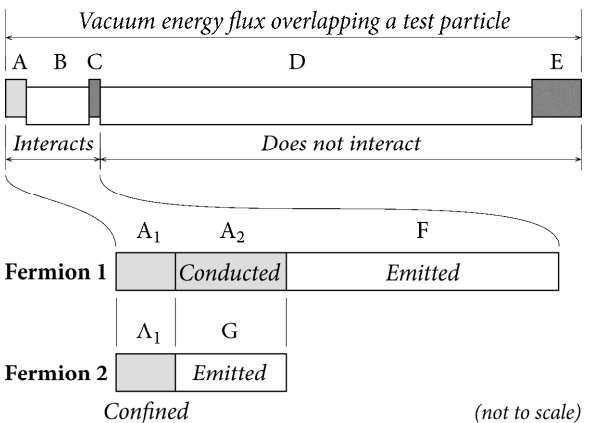 Vacuum energy flux overlapping a test particle
A B C D E
Interacts Does not interact
A₁ A₂ F
Fermion 1 Conducted Emitted
Λ₁ G
Fermion 2 Emitted
Confined (not to scale)